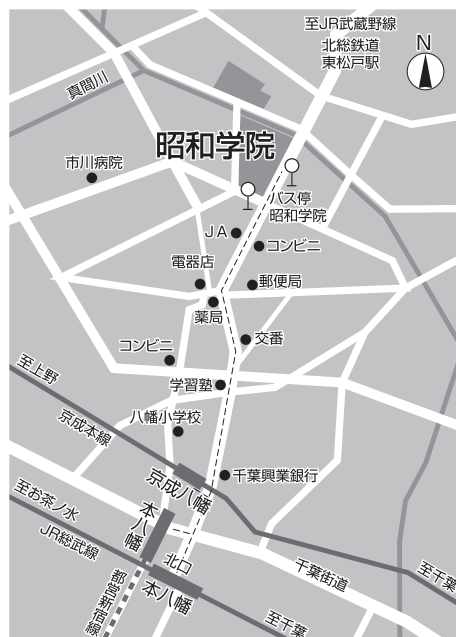 至JR武蔵野線
北総鉄道
東松戸駅
N
真間川
昭和学院
市川病院
バス停
昭和学院
JA
コンビニ
電器店
郵便局
薬局
交番
コンビニ
至上野
学習塾
京成本線
八幡小学校
千葉興業銀行
京成八幡
至お茶ノ水
本八幡
JR総武線
北口
千葉街道
至千葉
本八幡
都営新宿線
至千葉